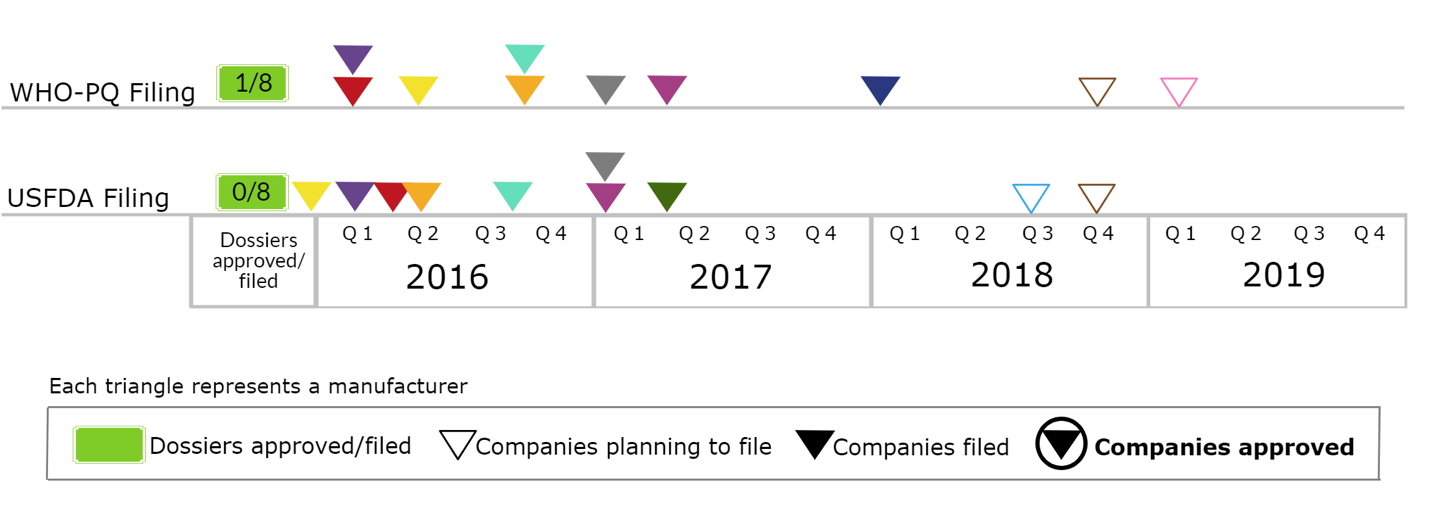 WHO-PQ Filing
1/8
USFDA Filing
0/8
Dossiers
approved/
filed
Q 1 Q 2 Q 3 Q 4 Q 1 Q 2 Q 3 Q 4 Q 1 Q 2 Q 3 Q 4 Q 1 Q 2 Q 3 Q 4
2016 2017 2018 2019
Each triangle represents a manufacturer
Dossiers approved/filed Companies planning to file Companies filed Companies approved